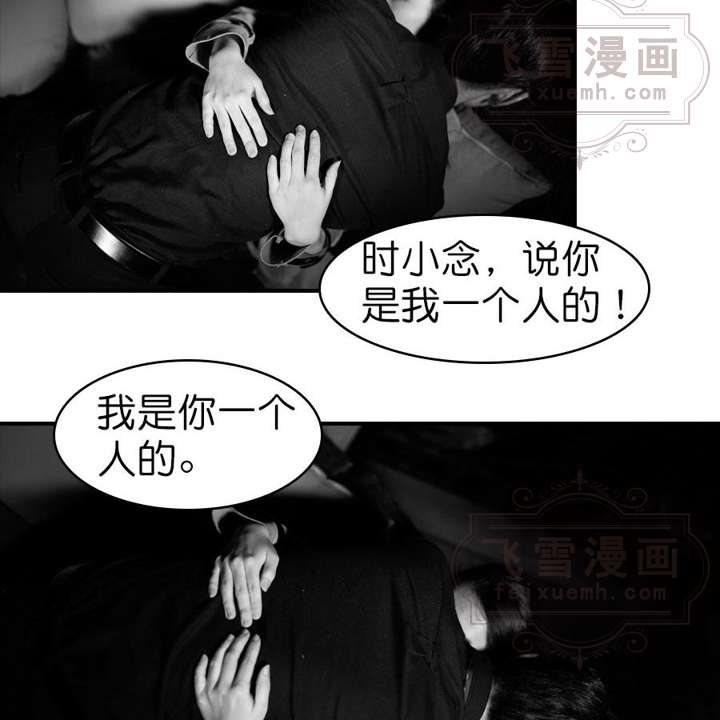 飞雪漫画
feixuemh.com
时小念，说你
是我一个人的！
我是你一个
人的。
飞雪漫画
feixuemh.com